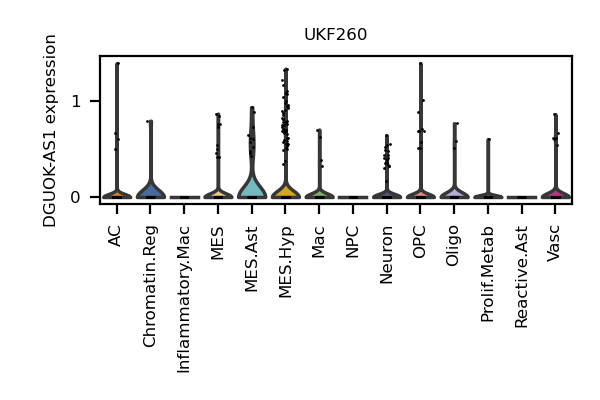 UKF260
DGUOK-AS1 expression
1
0
AC
Chromatin.Reg
Inflammatory.Mac
MES
MES.Ast
MES.Hyp
Mac
NPC
Neuron
OPC
Oligo
Prolif.Metab
Reactive.Ast
Vasc